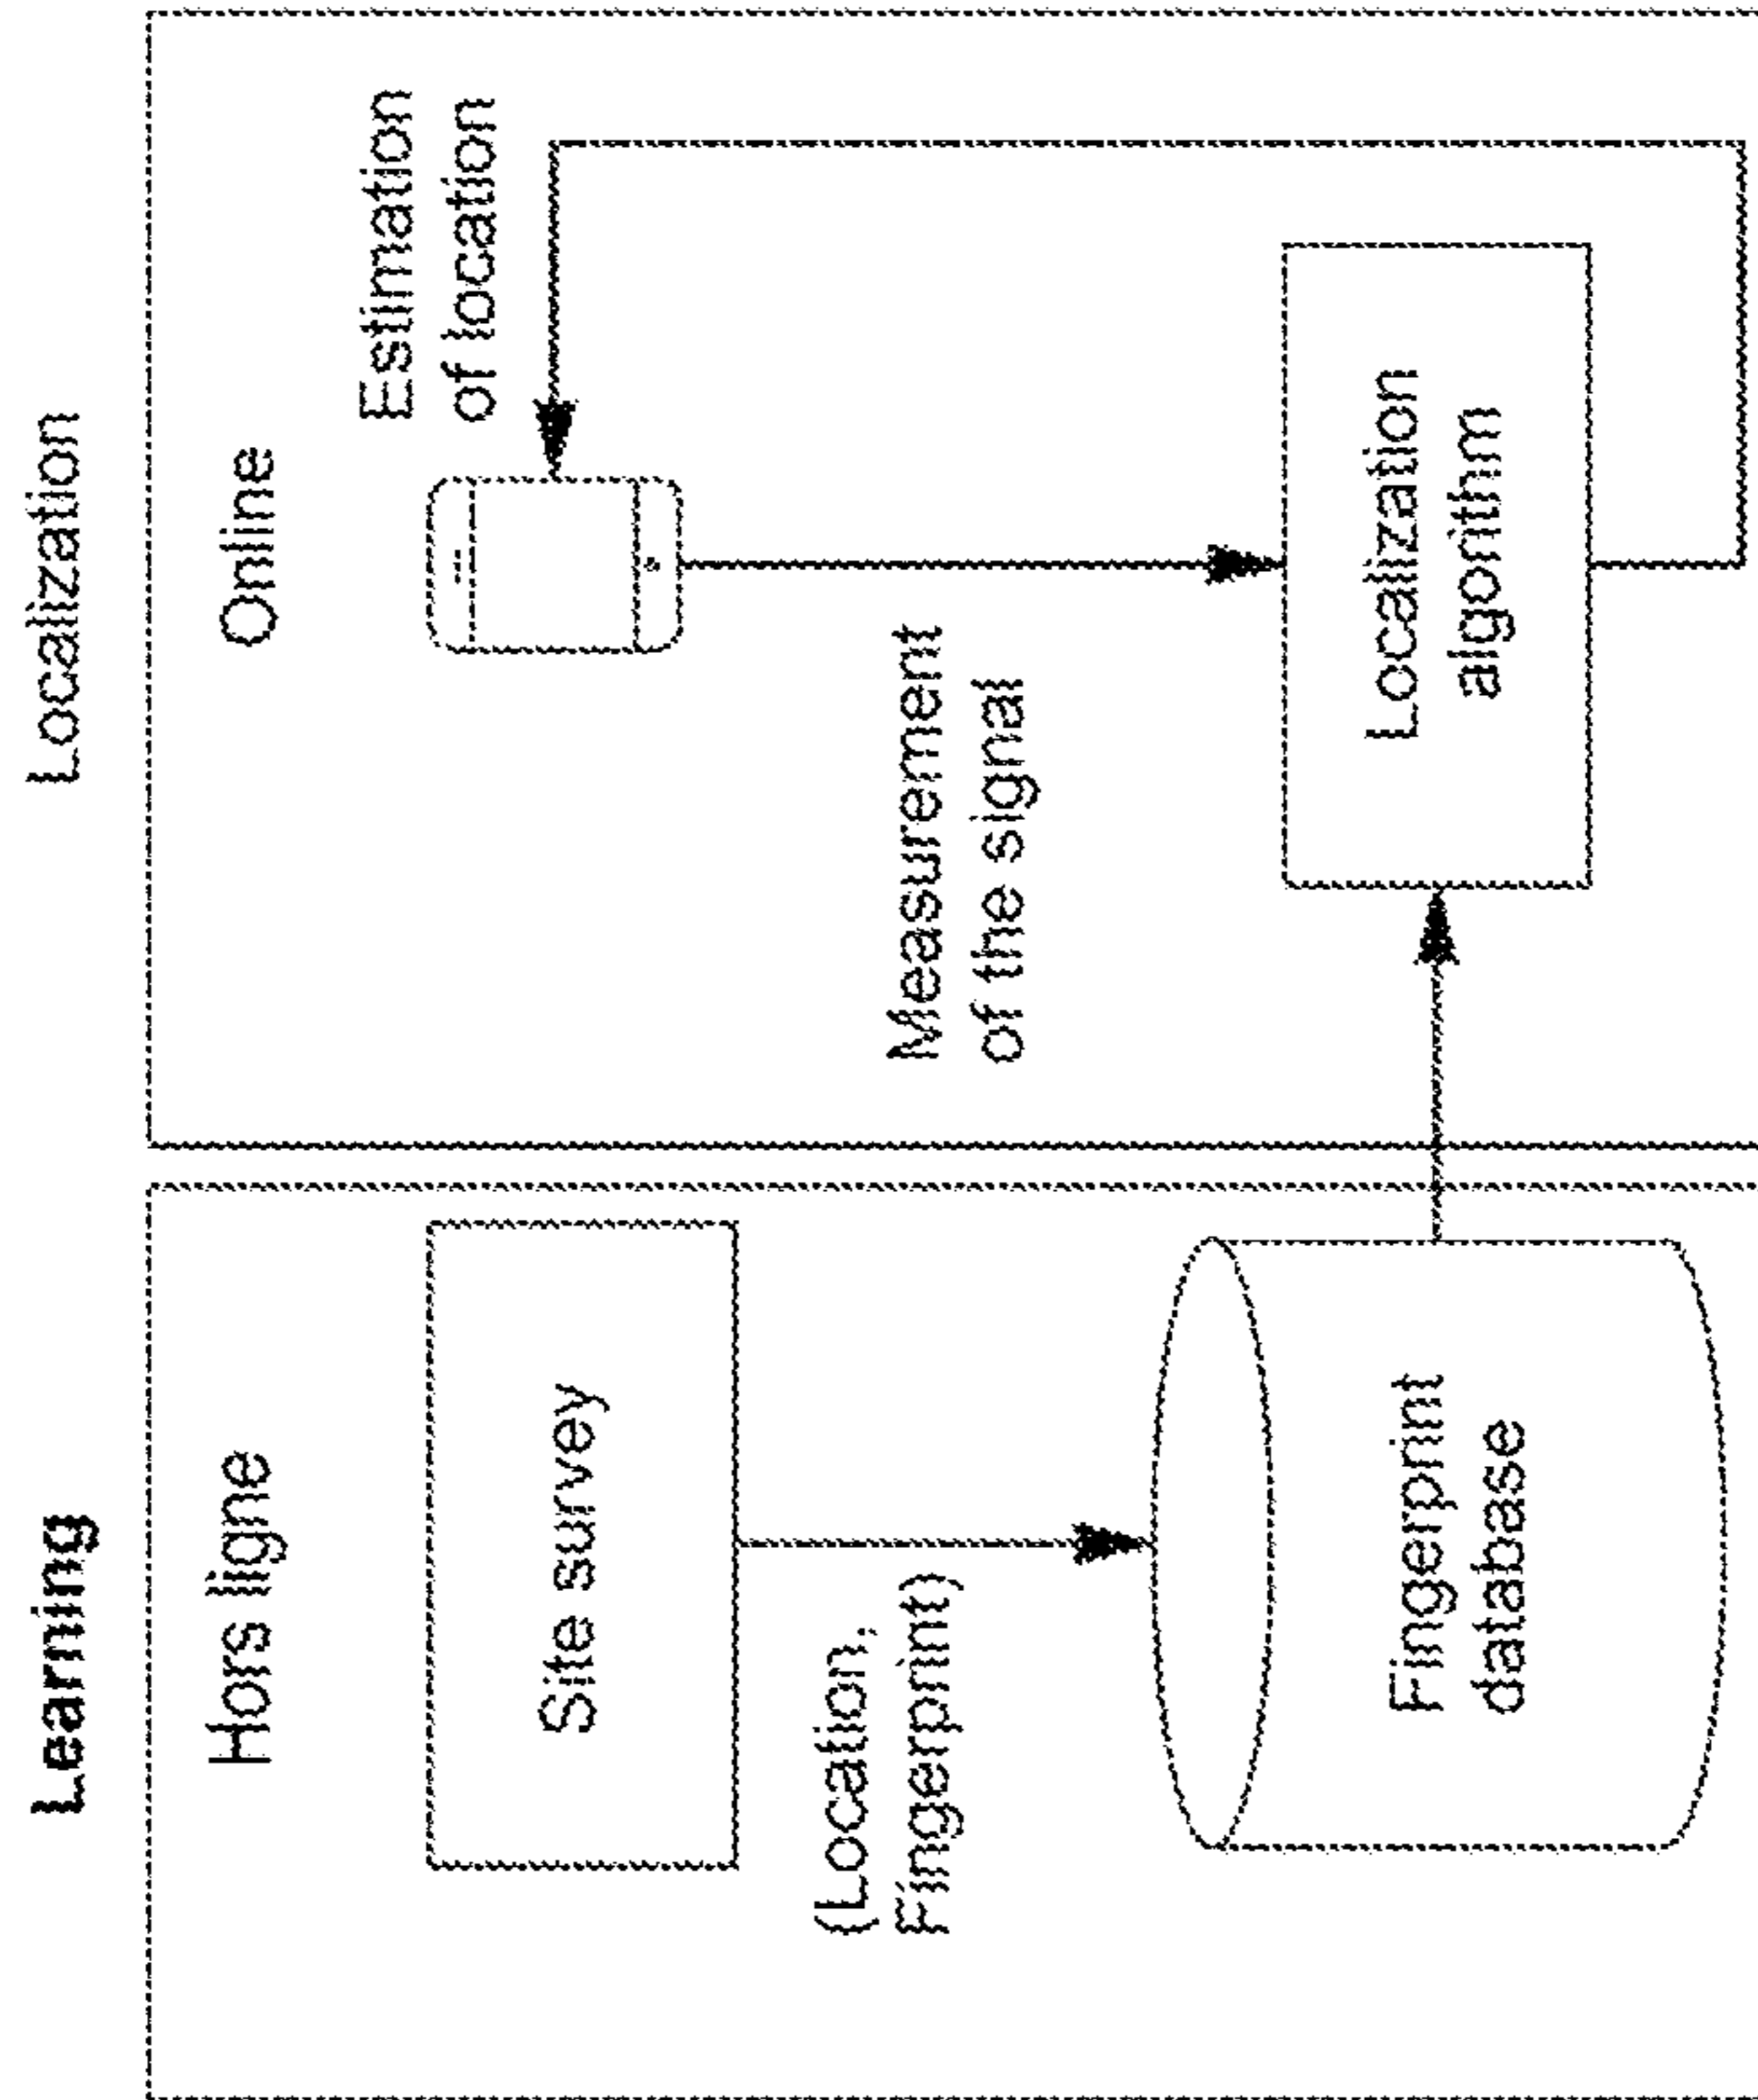 Learning
Hors ligne
Site survey
(Location,
Fingerprint)
Fingerprint
database
Localization
Online
Estimation
of location
Measurement
of the signal
Localization
algorithm